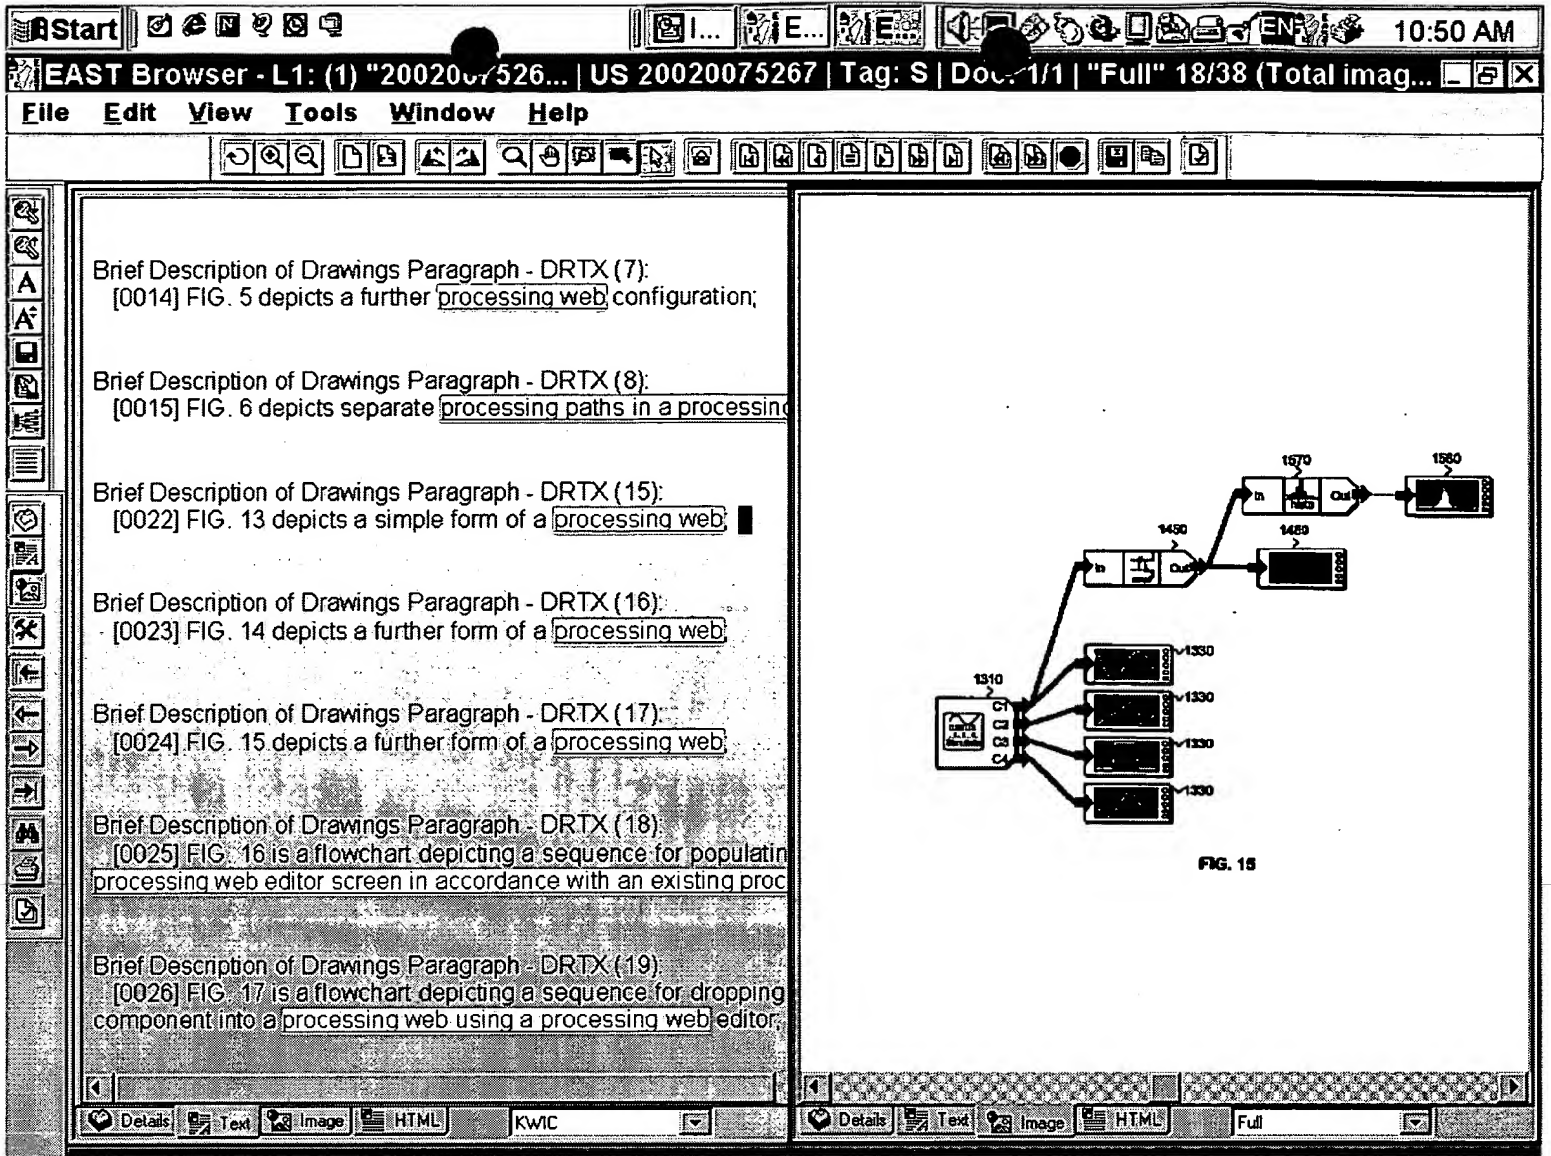 Start
I...
E...
E
EN
10:50 AM
EAST Browser - L1: (1) "20020075526... | US 20020075267 | Tag: S | Doc: 1/1 | "Full" 18/38 (Total imag...
File Edit View Tools Window Help
Brief Description of Drawings Paragraph - DRTX (7):
[0014] FIG. 5 depicts a further processing web configuration;
Brief Description of Drawings Paragraph - DRTX (8):
[0015] FIG. 6 depicts separate processing paths in a processing
Brief Description of Drawings Paragraph - DRTX (15):
[0022] FIG. 13 depicts a simple form of a processing web;
Brief Description of Drawings Paragraph - DRTX (16):
[0023] FIG. 14 depicts a further form of a processing web;
Brief Description of Drawings Paragraph - DRTX (17):
[0024] FIG. 15 depicts a further form of a processing web;
Brief Description of Drawings Paragraph - DRTX (18):
[0025] FIG. 16 is a flowchart depicting a sequence for populatin
processing web editor screen in accordance with an existing proc
Brief Description of Drawings Paragraph - DRTX (19):
[0026] FIG. 17 is a flowchart depicting a sequence for dropping
component into a processing web using a processing web editor;
Details Text Image HTML KWIC
1570
1580
In Out
1450
1480
In Out
1330
1310
1330
C1
C2
C3
C4
1330
1330
FIG. 15
Details Text Image HTML Full